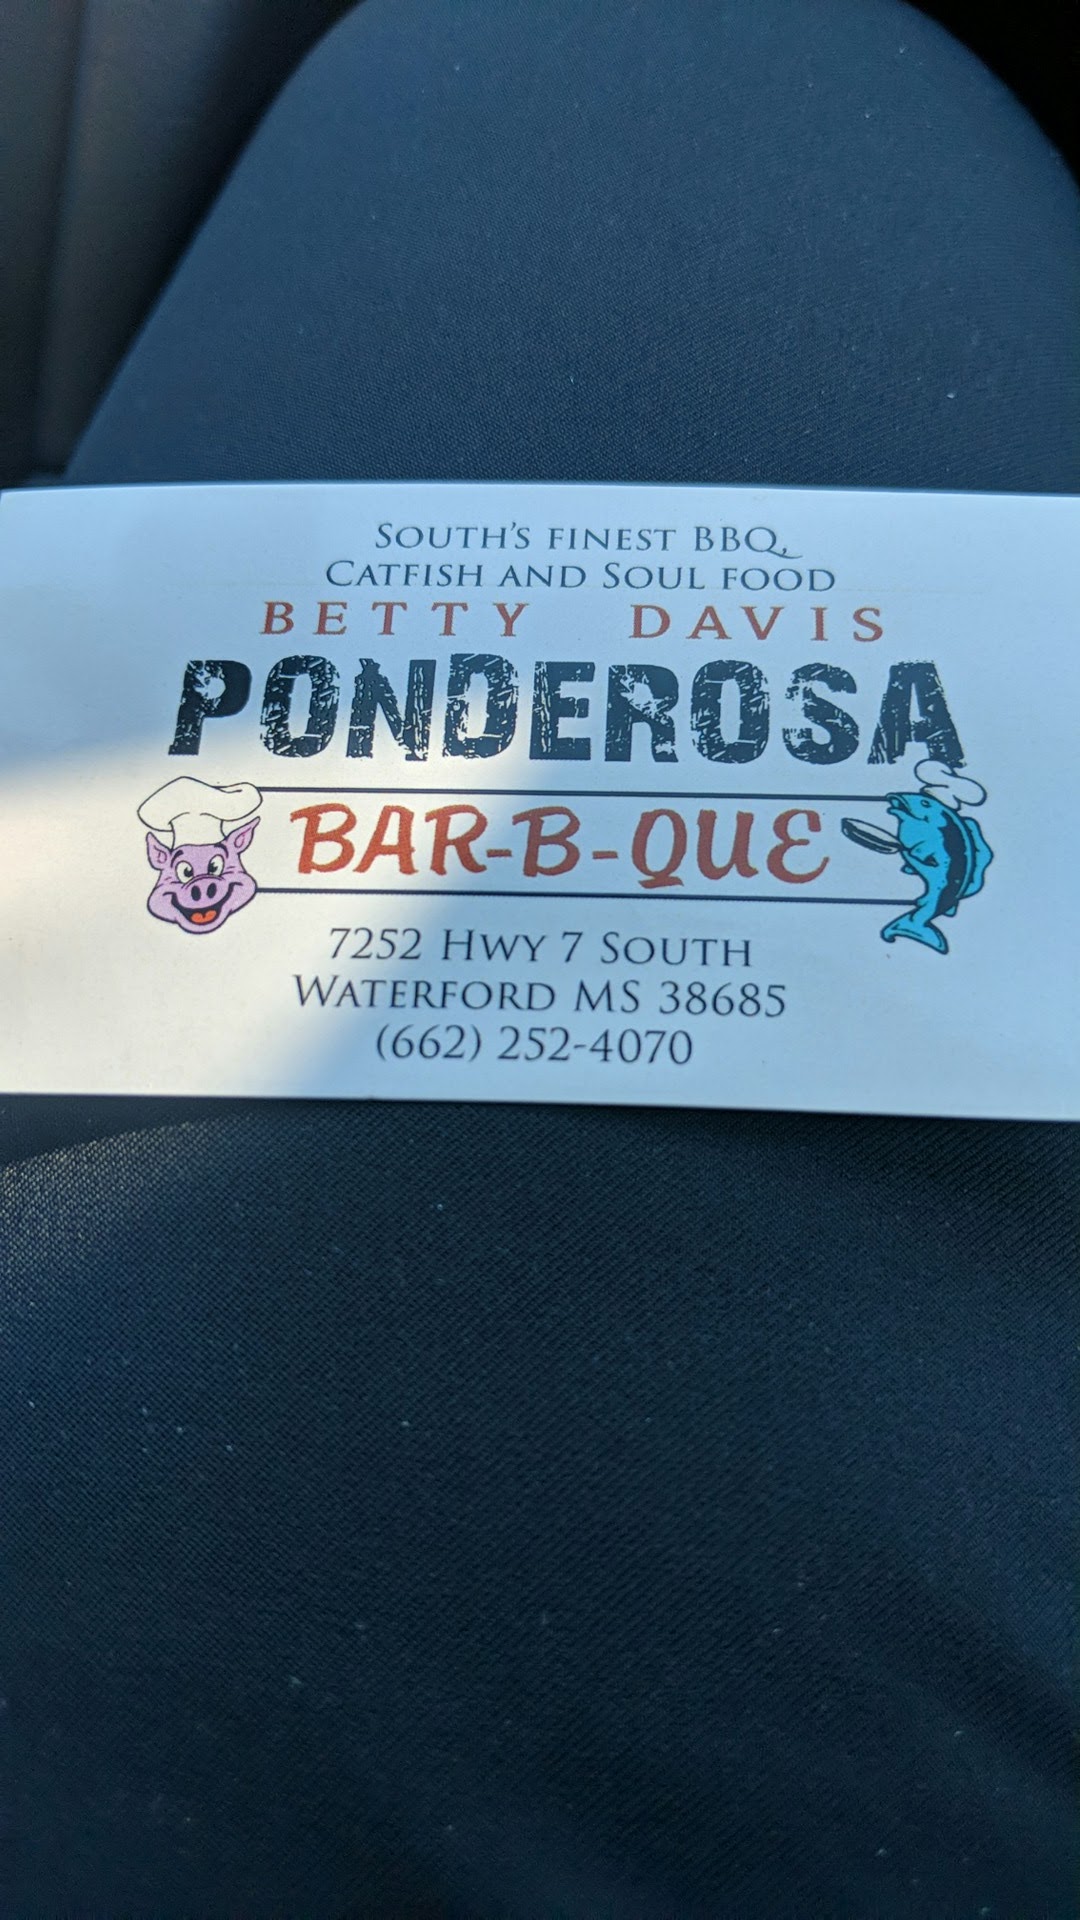 South's finest BBQ,
Catfish and Soul food
BETTY DAVIS
PONDEROSA
BAR-B-QUE
7252 Hwy 7 South
Waterford MS 38685
(662) 252-4070